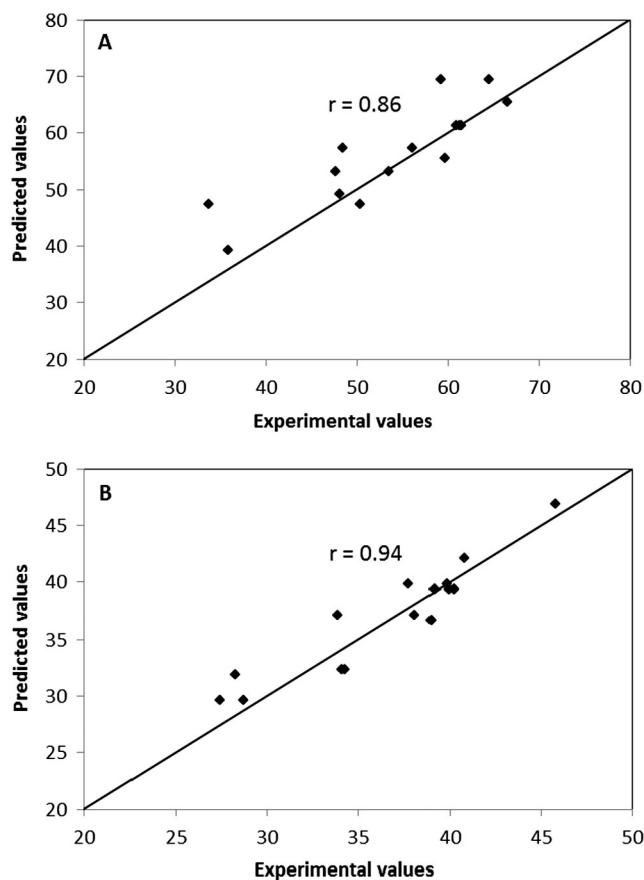 80
A
70
r = 0.86
60
50
40
30
20
Predicted values
20 30 40 50 60 70 80
Experimental values
50
B
45
r = 0.94
40
35
30
25
20
Predicted values
20 25 30 35 40 45 50
Experimental values